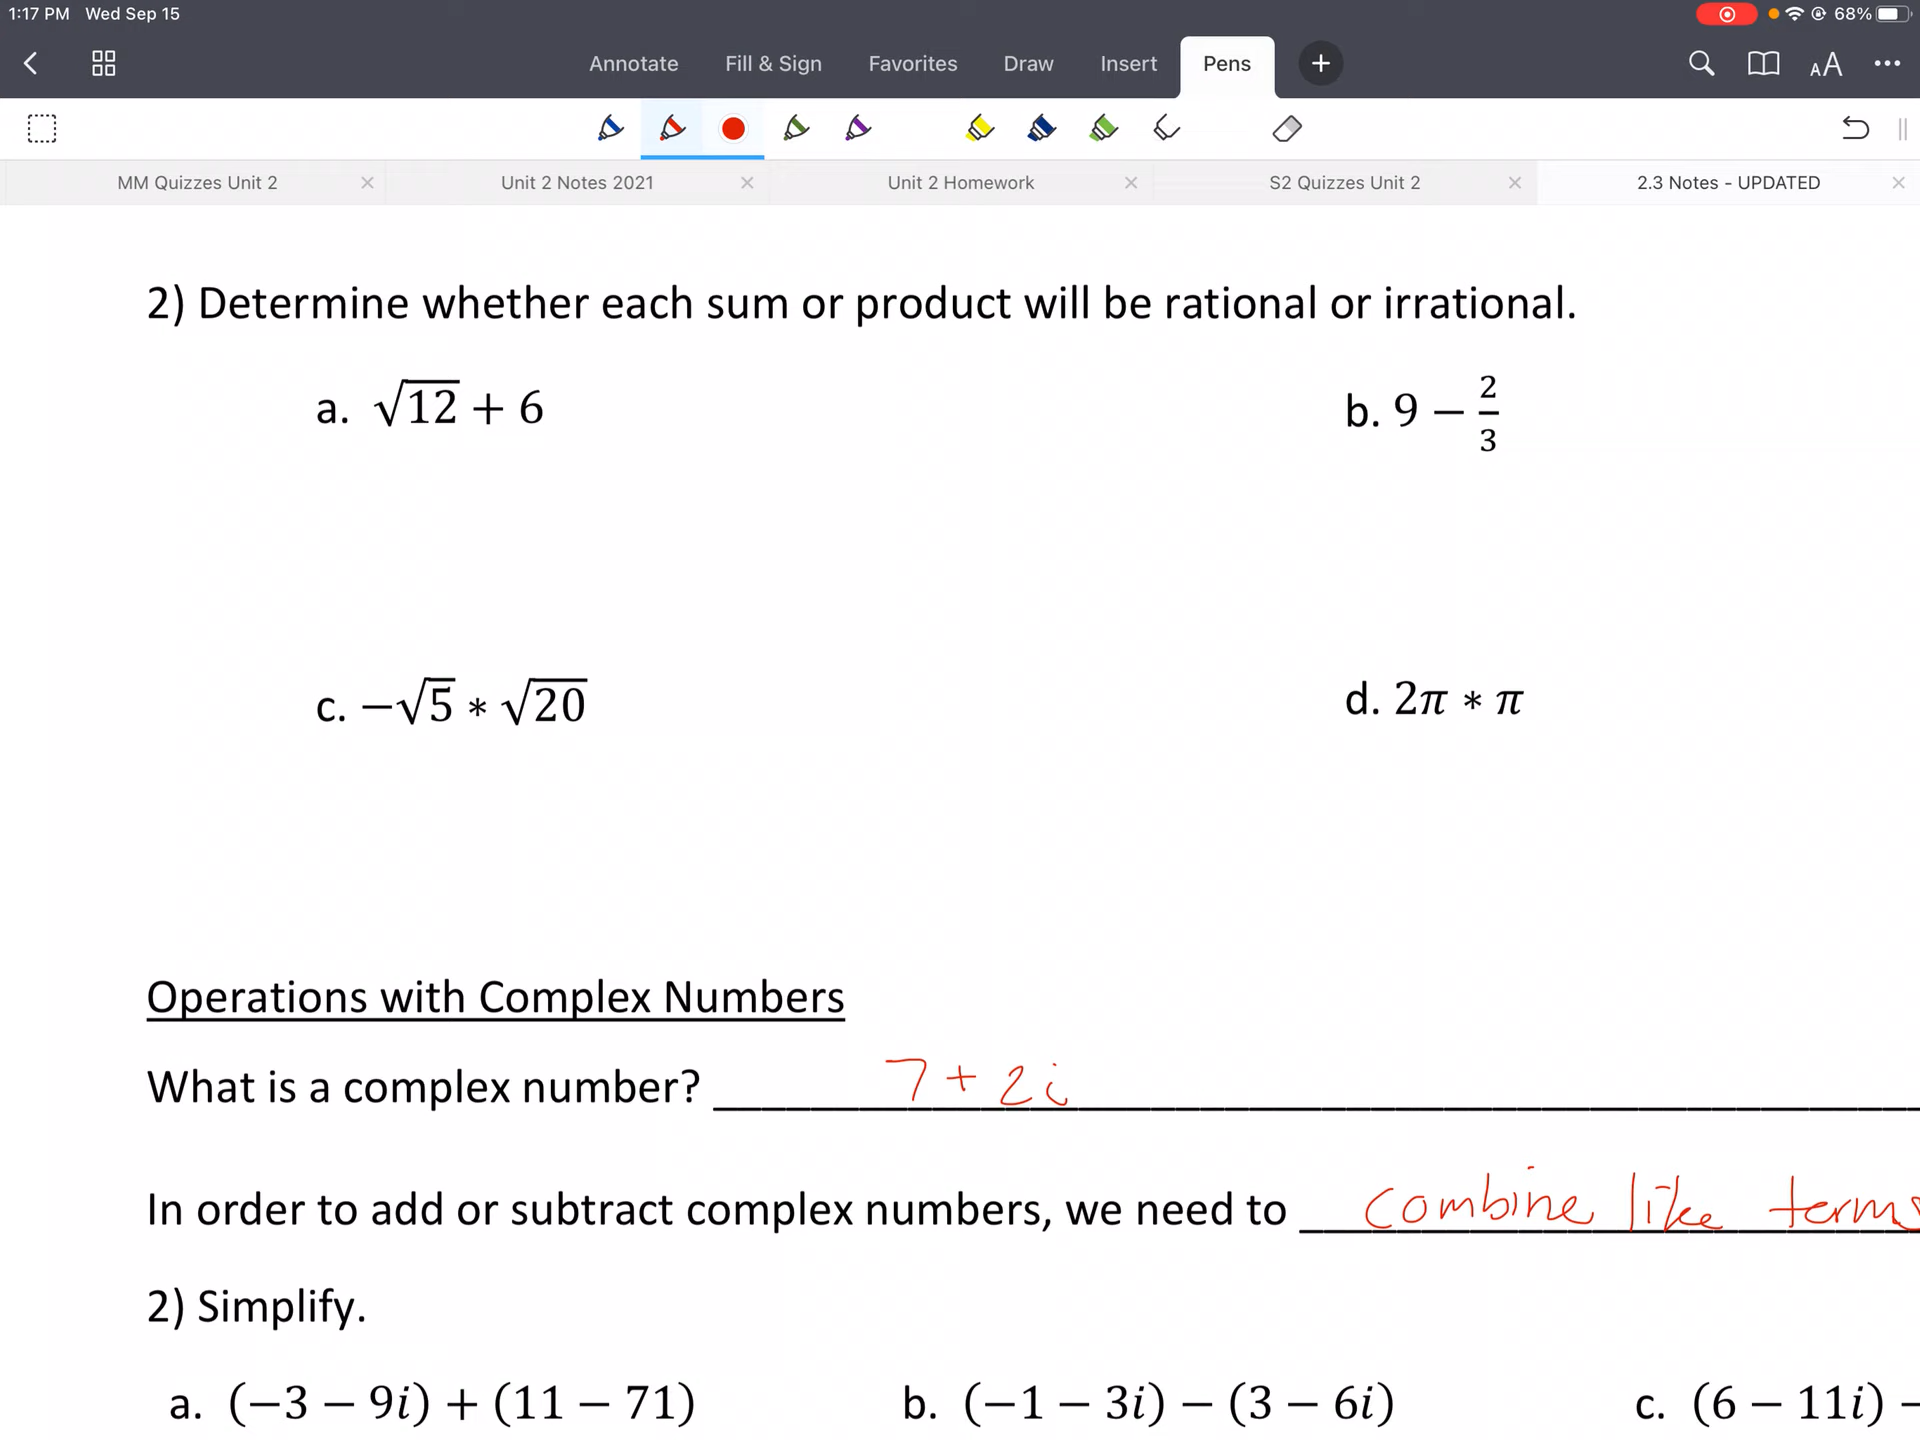 1:17 PM Wed Sep 15 68%
Annotate Fill & Sign Favorites Draw Insert Pens +
AA
MM Quizzes Unit 2 × Unit 2 Notes 2021 × Unit 2 Homework × S2 Quizzes Unit 2 × 2.3 Notes - UPDATED ×
2) Determine whether each sum or product will be rational or irrational.
a. √12 + 6 b. 9 − 2/3
c. −√5 * √20 d. 2π * π
Operations with Complex Numbers
What is a complex number? 7 + 2i
In order to add or subtract complex numbers, we need to combine like terms
2) Simplify.
a. (−3 − 9i) + (11 − 71) b. (−1 − 3i) − (3 − 6i) c. (6 − 11i) −